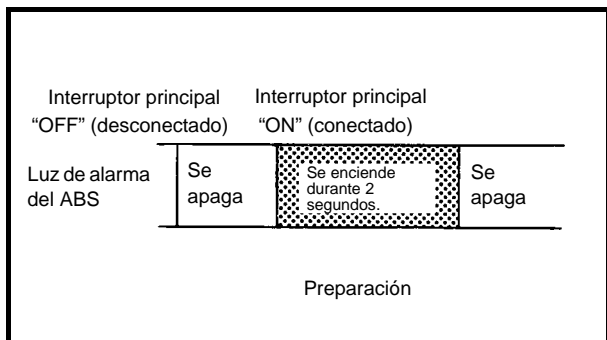 Interruptor principal Interruptor principal
“OFF” (desconectado) “ON” (conectado)
Luz de alarma
del ABS
Se
apaga
Se enciende
durante 2
segundos.
Se
apaga
Preparación